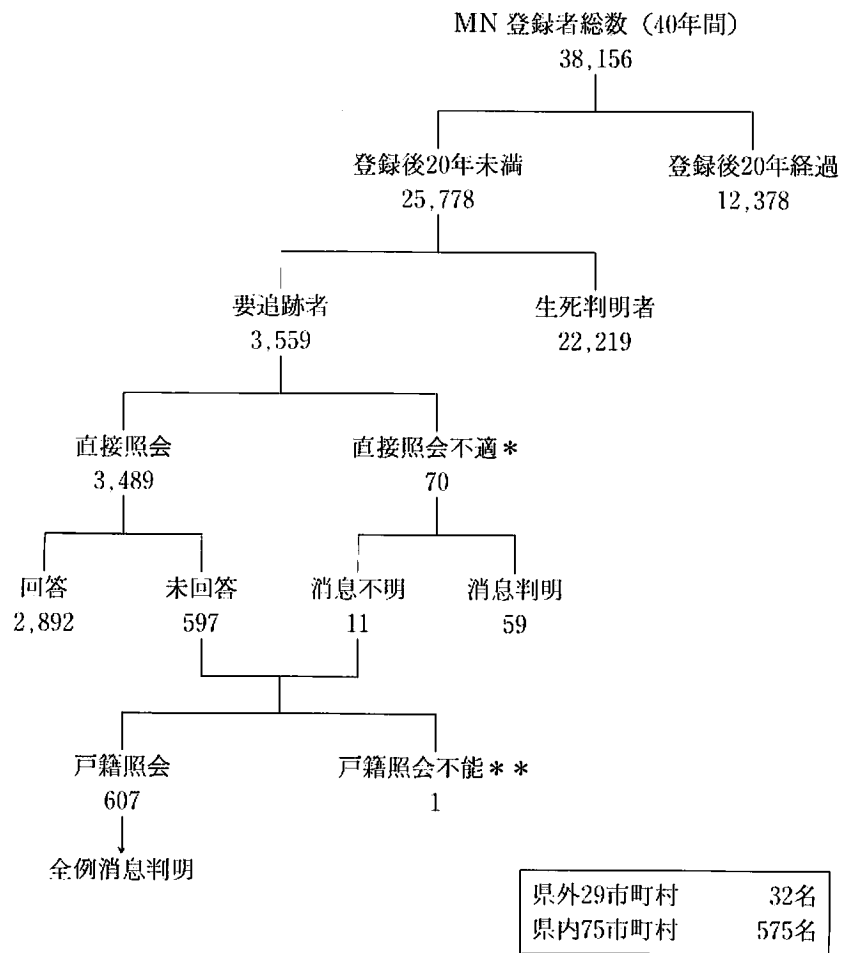 MN 登録者総数（40年間）
38,156
登録後20年未満 登録後20年経過
25,778 12,378
要追跡者 生死判明者
3,559 22,219
直接照会 直接照会不適＊
3,489 70
回答 未回答 消息不明 消息判明
2,892 597 11 59
戸籍照会 戸籍照会不能＊＊
607 1
全例消息判明
県外29市町村 32名
県内75市町村 575名